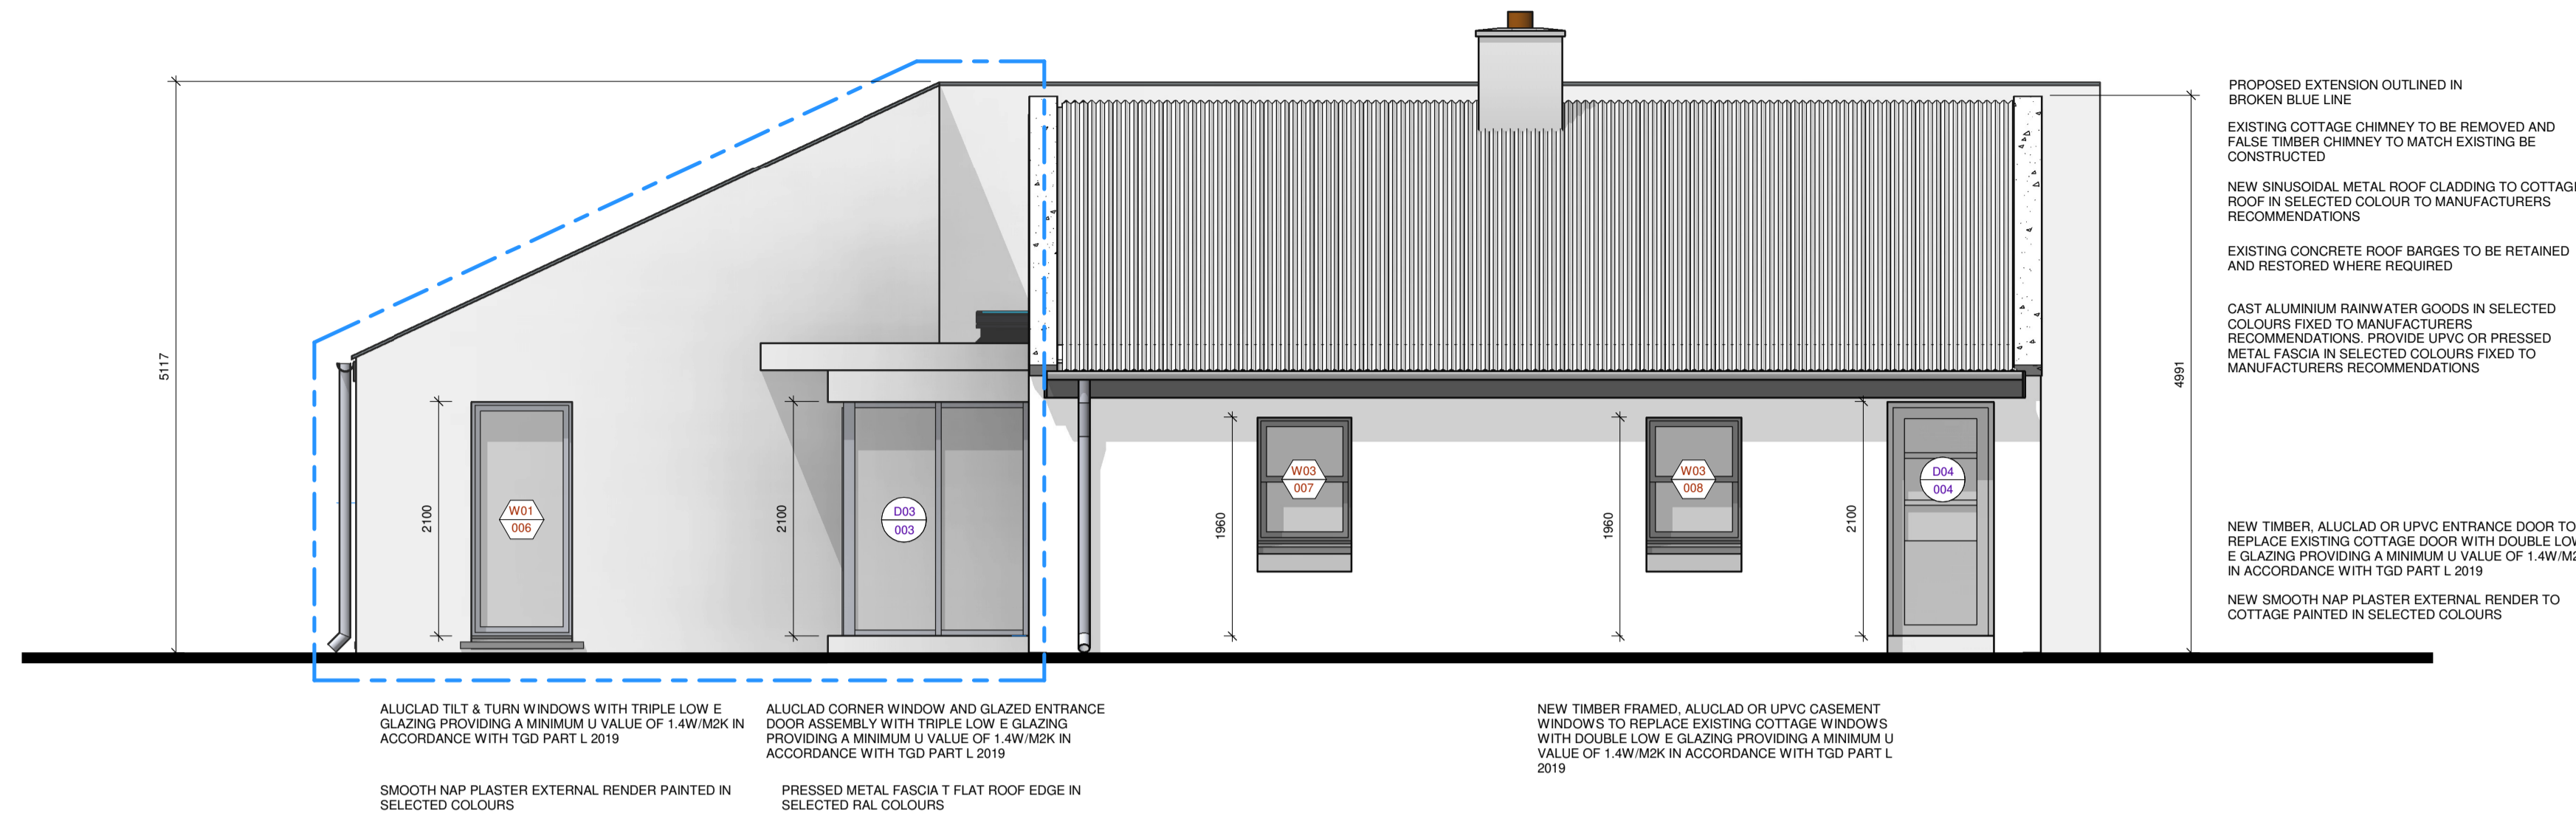 PROPOSED EXTENSION OUTLINED IN
BROKEN BLUE LINE
EXISTING COTTAGE CHIMNEY TO BE REMOVED AND
FALSE TIMBER CHIMNEY TO MATCH EXISTING BE
CONSTRUCTED
NEW SINUSOIDAL METAL ROOF CLADDING TO
ROOF IN SELECTED COLOUR TO MANUFACTURERS
RECOMMENDATIONS
EXISTING CONCRETE ROOF BARGES TO BE RETAINED
AND RESTORED WHERE REQUIRED
CAST ALUMINIUM RAINWATER GOODS IN SELECTED
COLOURS FIXED TO MANUFACTURERS
RECOMMENDATIONS. PROVIDE UPVC OR PRESSED
METAL FASCIA IN SELECTED COLOURS FIXED TO
MANUFACTURERS RECOMMENDATIONS
5117
4991
2100
W01
006
2100
D03
003
1960
W03
007
1960
W03
008
2100
D04
004
NEW TIMBER, ALUCLAD OR UPVC ENTRANCE DOOR TO
REPLACE EXISTING COTTAGE DOOR WITH DOUBLE
E GLAZING PROVIDING A MINIMUM U VALUE OF
IN ACCORDANCE WITH TGD PART L 2019
NEW SMOOTH NAP PLASTER EXTERNAL RENDER TO
COTTAGE PAINTED IN SELECTED COLOURS
ALUCLAD TILT & TURN WINDOWS WITH TRIPLE LOW E
GLAZING PROVIDING A MINIMUM U VALUE OF 1.4W/M2K IN
ACCORDANCE WITH TGD PART L 2019
SMOOTH NAP PLASTER EXTERNAL RENDER PAINTED IN
SELECTED COLOURS
ALUCLAD CORNER WINDOW AND GLAZED ENTRANCE
DOOR ASSEMBLY WITH TRIPLE LOW E GLAZING
PROVIDING A MINIMUM U VALUE OF 1.4W/M2K IN
ACCORDANCE WITH TGD PART L 2019
PRESSED METAL FASCIA T FLAT ROOF EDGE IN
SELECTED RAL COLOURS
NEW TIMBER FRAMED, ALUCLAD OR UPVC CASEMENT
WINDOWS TO REPLACE EXISTING COTTAGE WINDOWS
WITH DOUBLE LOW E GLAZING PROVIDING A MINIMUM U
VALUE OF 1.4W/M2K IN ACCORDANCE WITH TGD PART L
2019